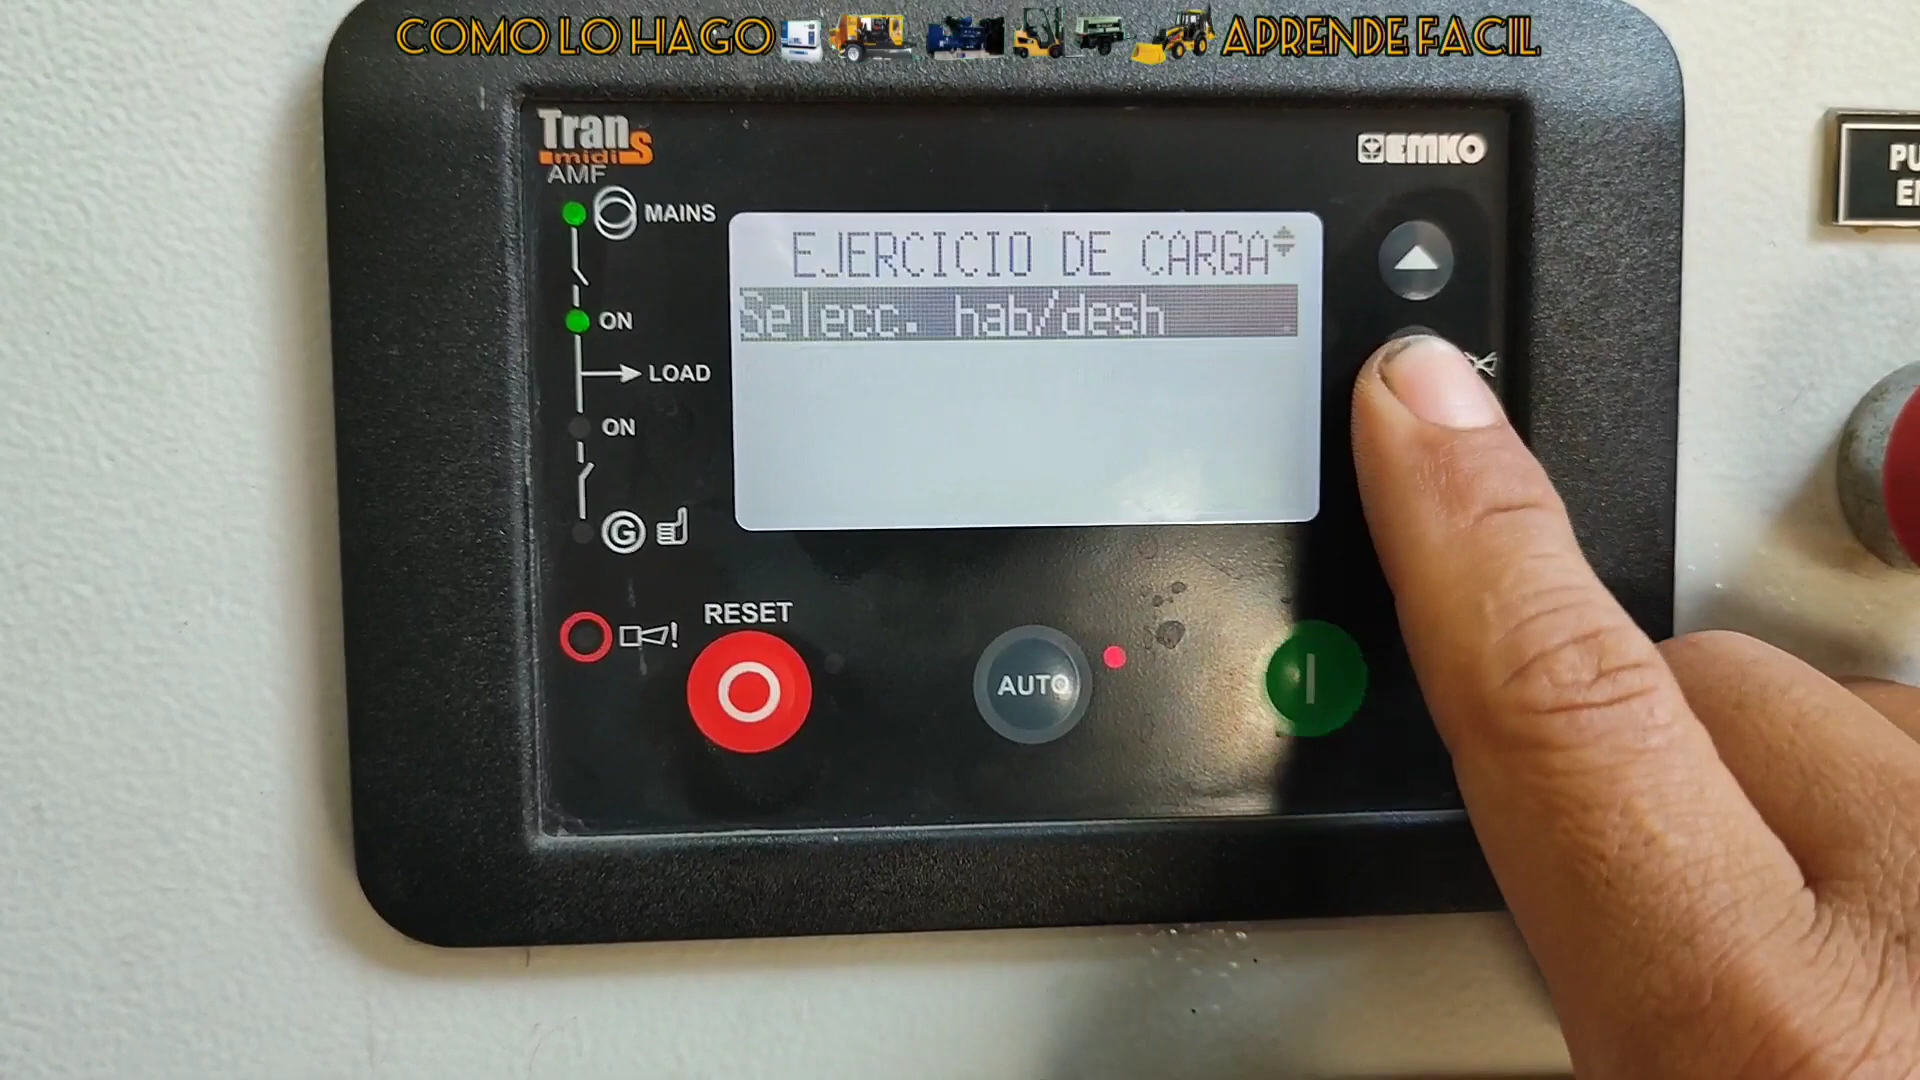 COMO LO HAGO APRENDE FACIL
Trans
midi
AMF
EMKO
MAINS
EJERCICIO DE CARGA
Selecc. hab/desh
ON
LOAD
ON
G
RESET
AUTO